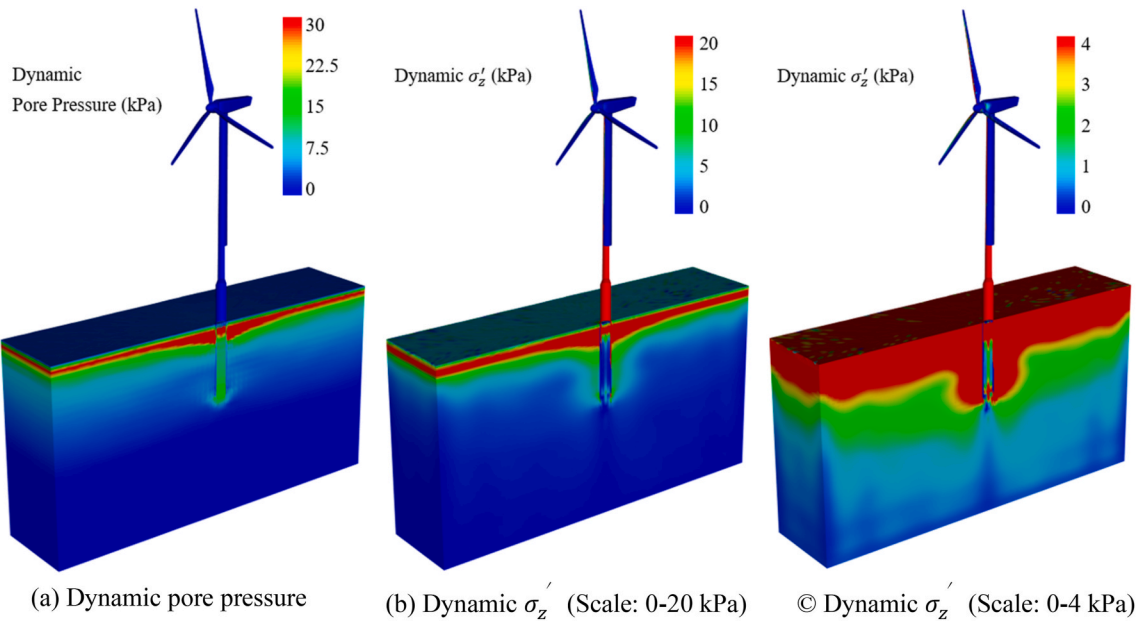 Dynamic
Pore Pressure (kPa)
30
22.5
15
7.5
0
Dynamic σz′ (kPa)
20
15
10
5
0
Dynamic σz′ (kPa)
4
3
2
1
0
(a) Dynamic pore pressure
(b) Dynamic σz′ (Scale: 0-20 kPa)
© Dynamic σz′ (Scale: 0-4 kPa)